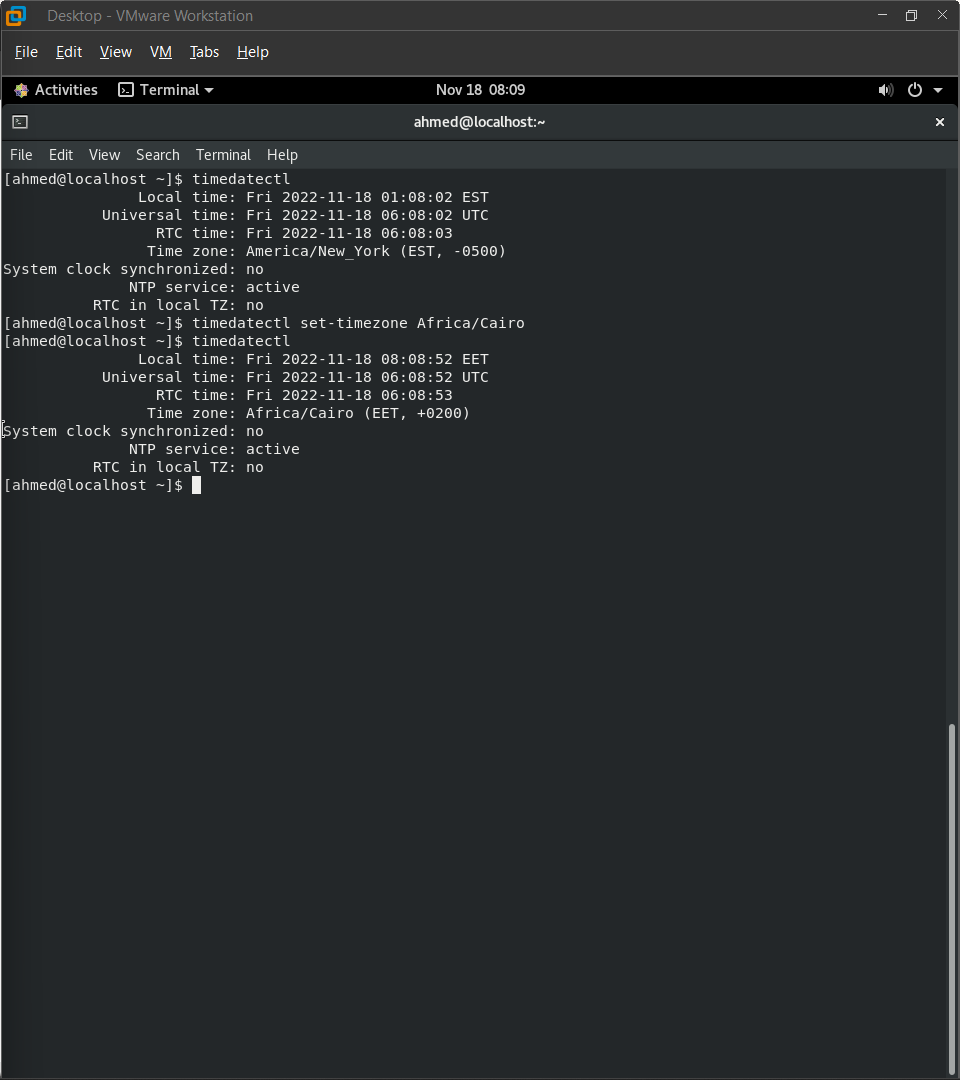 Desktop - VMware Workstation
File Edit View VM Tabs Help
Activities Terminal Nov 18 08:09
ahmed@localhost:~
File Edit View Search Terminal Help
[ahmed@localhost ~]$ timedatectl
Local time: Fri 2022-11-18 01:08:02 EST
Universal time: Fri 2022-11-18 06:08:02 UTC
RTC time: Fri 2022-11-18 06:08:03
Time zone: America/New_York (EST, -0500)
System clock synchronized: no
NTP service: active
RTC in local TZ: no
[ahmed@localhost ~]$ timedatectl set-timezone Africa/Cairo
[ahmed@localhost ~]$ timedatectl
Local time: Fri 2022-11-18 08:08:52 EET
Universal time: Fri 2022-11-18 06:08:52 UTC
RTC time: Fri 2022-11-18 06:08:53
Time zone: Africa/Cairo (EET, +0200)
System clock synchronized: no
NTP service: active
RTC in local TZ: no
[ahmed@localhost ~]$